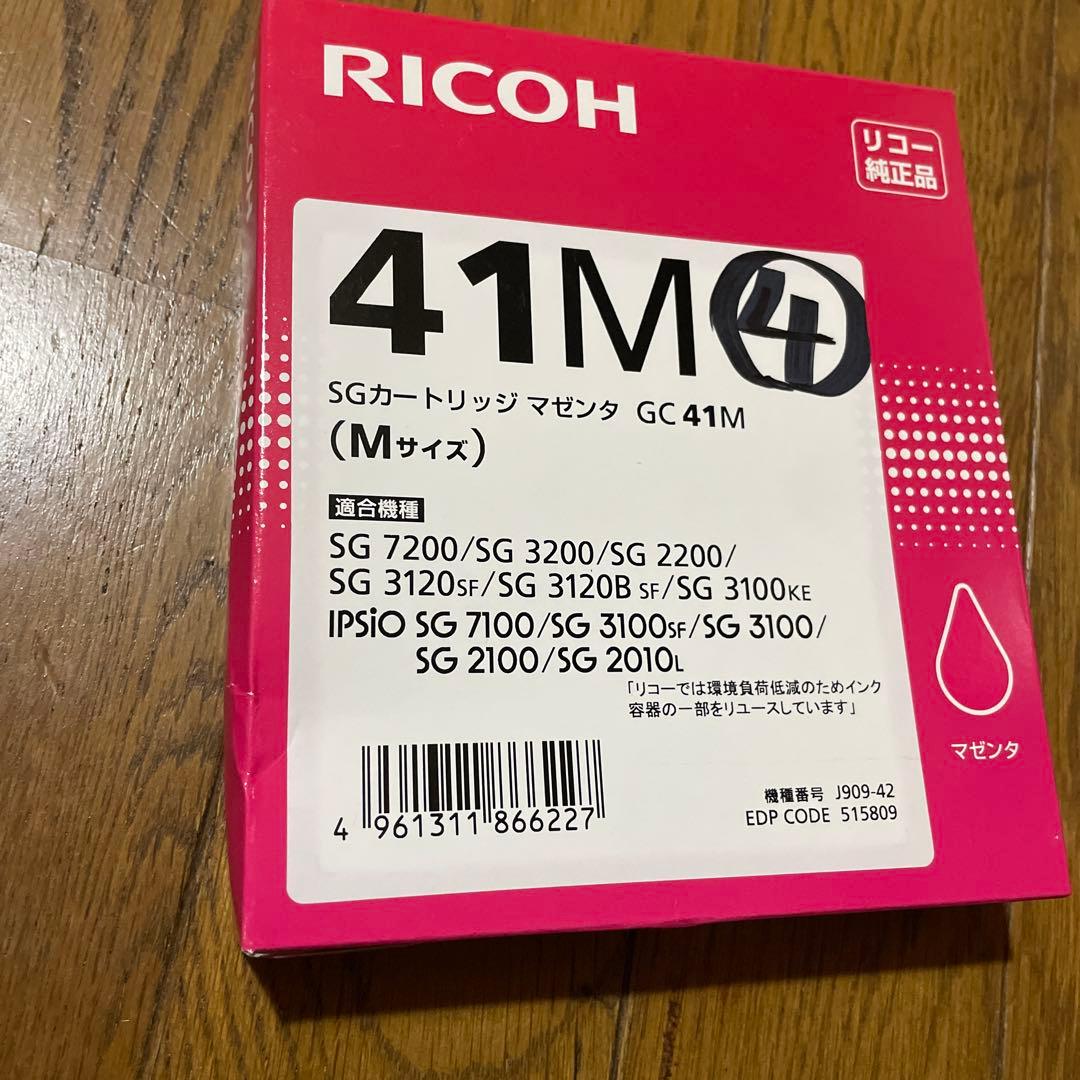 RICOH
リコー
純正品
41M④
SGカートリッジ マゼンタ GC 41M
(Mサイズ)
適合機種
SG 7200/SG 3200/SG 2200/
SG 3120SF/SG 3120B SF/SG 3100KE
IPSiO SG 7100/SG 3100SF/SG 3100/
SG 2100/SG 2010L
「リコーでは環境負荷低減のためインク
容器の一部をリユースしています」
マゼンタ
機種番号 J909-42
EDP CODE 515809
4 961311 866227